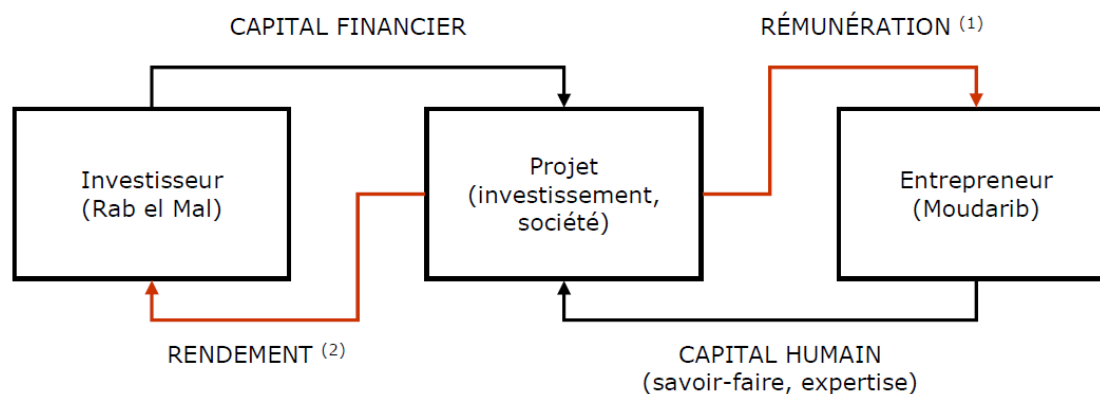 CAPITAL FINANCIER
RÉMUNÉRATION (1)
Investisseur
(Rab el Mal)
Projet
(investissement,
société)
Entrepreneur
(Moudarib)
RENDEMENT (2)
CAPITAL HUMAIN
(savoir-faire, expertise)